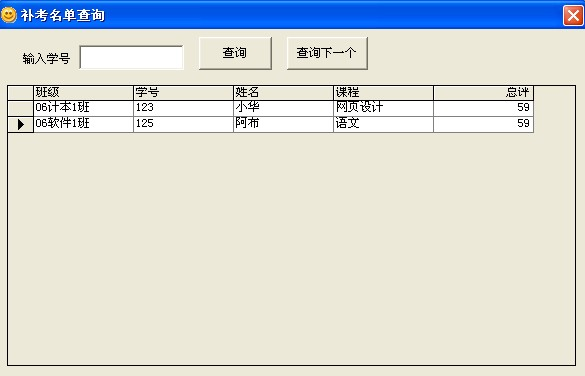 补考名单查询
输入学号 查询 查询下一个
班级 学号 姓名 课程 总评
06计本1班 123 小华 网页设计 59
06软件1班 125 阿布 语文 59